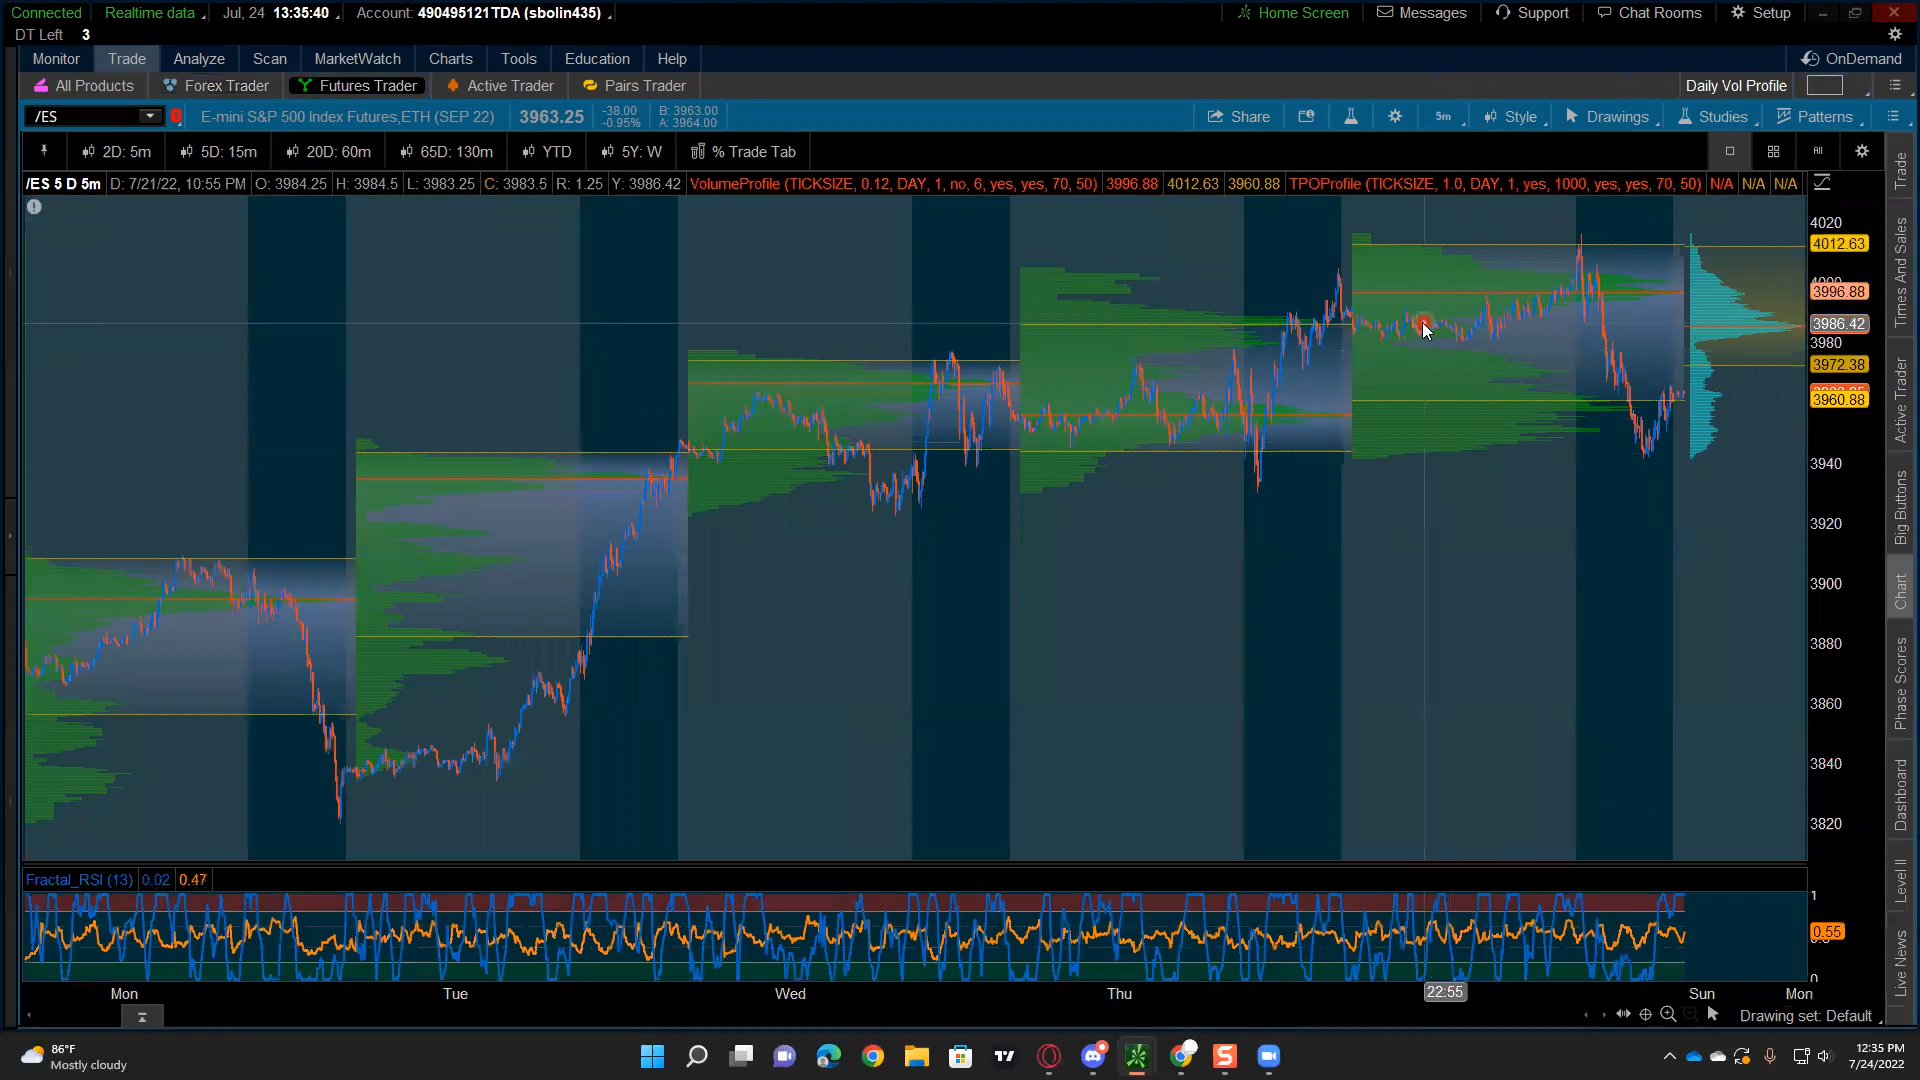 Connected Realtime data Jul, 24 13:35:40 Account: 490495121TDA (sbolin435) Home Screen Messages Support Chat Rooms Setup
DT Left 3
Monitor Trade Analyze Scan MarketWatch Charts Tools Education Help OnDemand
All Products Forex Trader Futures Trader Active Trader Pairs Trader Daily Vol Profile
/ES E-mini S&P 500 Index Futures,ETH (SEP 22) 3963.25 -38.00 B: 3963.00 Share 5m Style Drawings Studies Patterns
-0.95% A: 3964.00
2D: 5m 5D: 15m 20D: 60m 65D: 130m YTD 5Y: W % Trade Tab All
/ES 5 D 5m D: 7/21/22, 10:55 PM O: 3984.25 H: 3984.5 L: 3983.25 C: 3983.5 R: 1.25 Y: 3986.42 VolumeProfile (TICKSIZE, 0.12, DAY, 1, no, 6, yes, yes, 70, 50) 3996.88 4012.63 3960.88 TPOProfile (TICKSIZE, 1.0, DAY, 1, yes, 1000, yes, yes, 70, 50) N/A N/A N/A
4020
4012.63
3996.88
3986.42
3980
3972.38
3960.88
3940
3920
3900
3880
3860
3840
3820
Trade
Times And Sales
Active Trader
Big Buttons
Chart
Phase Scores
Dashboard
Level II
Live News
Fractal_RSI (13) 0.02 0.47
1
0.55
0
Mon Tue Wed Thu 22:55 Sun Mon
Drawing set: Default
86°F
Mostly cloudy
12:35 PM
7/24/2022